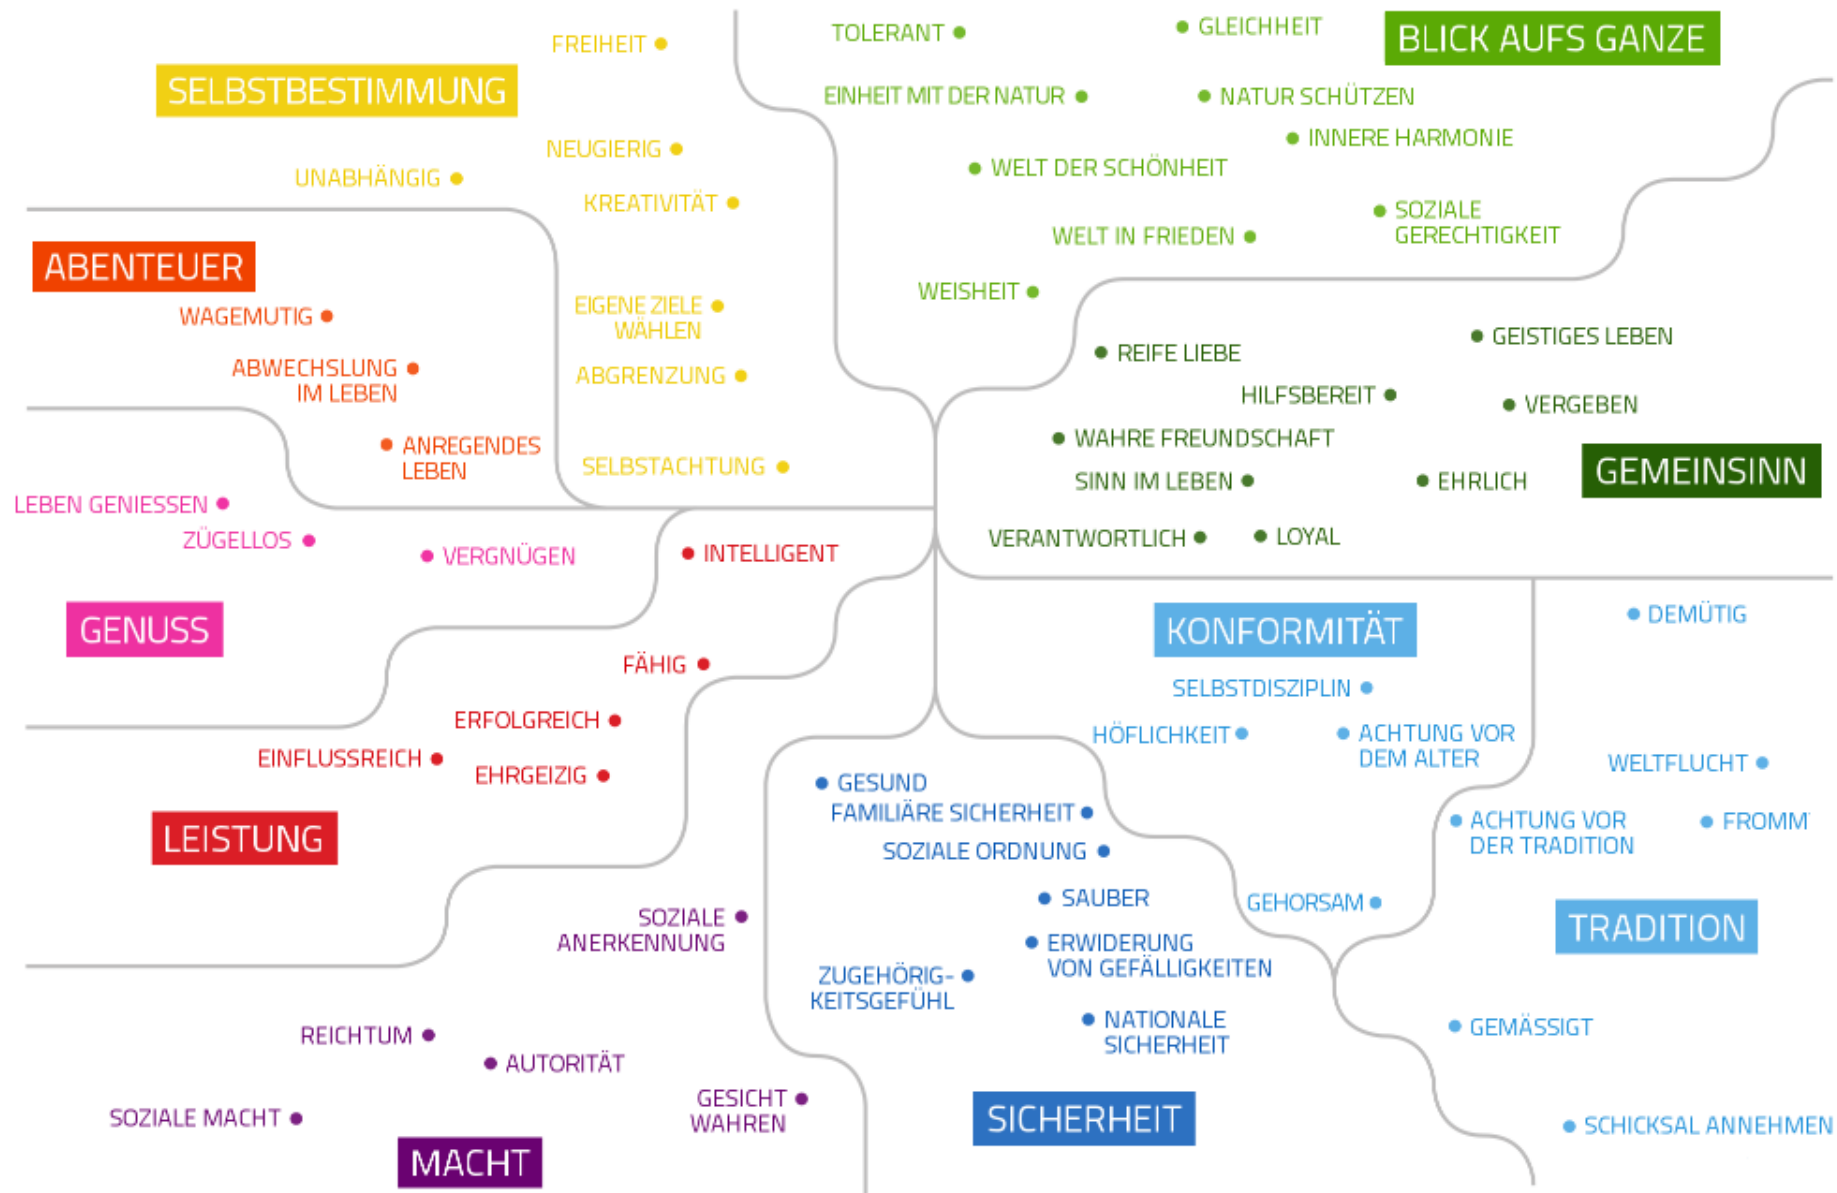 SELBSTBESTIMMUNG
FREIHEIT
NEUGIERIG
UNABHÄNGIG
KREATIVITÄT
EIGENE ZIELE
WÄHLEN
ABGRENZUNG
SELBSTACHTUNG
BLICK AUFS GANZE
TOLERANT
GLEICHHEIT
EINHEIT MIT DER NATUR
NATUR SCHÜTZEN
INNERE HARMONIE
WELT DER SCHÖNHEIT
SOZIALE
GERECHTIGKEIT
WELT IN FRIEDEN
WEISHEIT
ABENTEUER
WAGEMUTIG
ABWECHSLUNG
IM LEBEN
ANREGENDES
LEBEN
GEISTIGES LEBEN
REIFE LIEBE
HILFSBEREIT
VERGEBEN
WAHRE FREUNDSCHAFT
GEMEINSINN
SINN IM LEBEN
EHRLICH
VERANTWORTLICH
LOYAL
LEBEN GENIESSEN
ZÜGELLOS
VERGNÜGEN
GENUSS
INTELLIGENT
FÄHIG
ERFOLGREICH
EINFLUSSREICH
EHRGEIZIG
LEISTUNG
KONFORMITÄT
SELBSTDISZIPLIN
HÖFLICHKEIT
ACHTUNG VOR
DEM ALTER
GEHORSAM
DEMÜTIG
WELTFLUCHT
ACHTUNG VOR
DER TRADITION
FROMM
TRADITION
GEMÄSSIGT
SCHICKSAL ANNEHMEN
GESUND
FAMILIÄRE SICHERHEIT
SOZIALE ORDNUNG
SAUBER
ERWIDERUNG
VON GEFÄLLIGKEITEN
ZUGEHÖRIG-
KEITSGEFÜHL
NATIONALE
SICHERHEIT
SICHERHEIT
SOZIALE
ANERKENNUNG
REICHTUM
AUTORITÄT
GESICHT
WAHREN
SOZIALE MACHT
MACHT